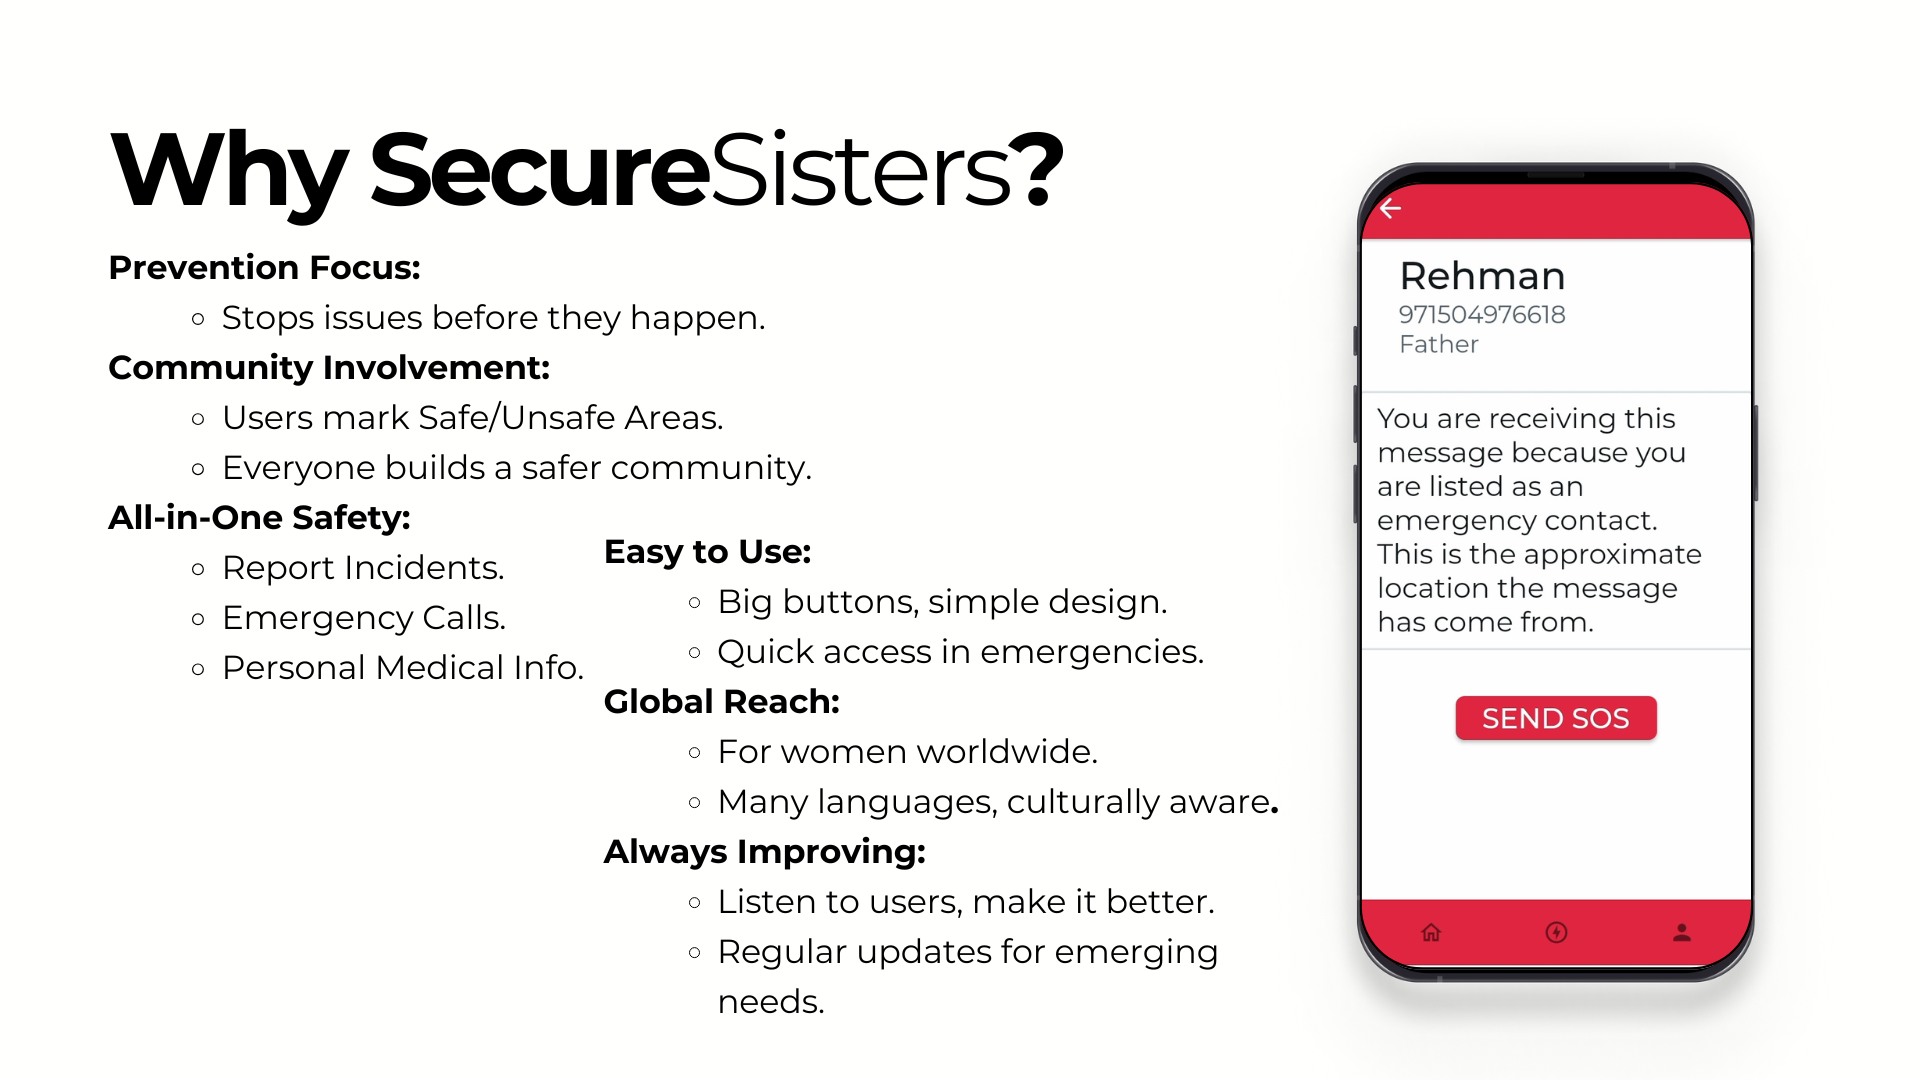 Why SecureSisters?
Prevention Focus:
Stops issues before they happen.
Community Involvement:
Users mark Safe/Unsafe Areas.
Everyone builds a safer community.
All-in-One Safety:
Report Incidents.
Emergency Calls.
Personal Medical Info.
Easy to Use:
Big buttons, simple design.
Quick access in emergencies.
Global Reach:
For women worldwide.
Many languages, culturally aware.
Always Improving:
Listen to users, make it better.
Regular updates for emerging
needs.
Rehman
971504976618
Father
You are receiving this
message because you
are listed as an
emergency contact.
This is the approximate
location the message
has come from.
SEND SOS